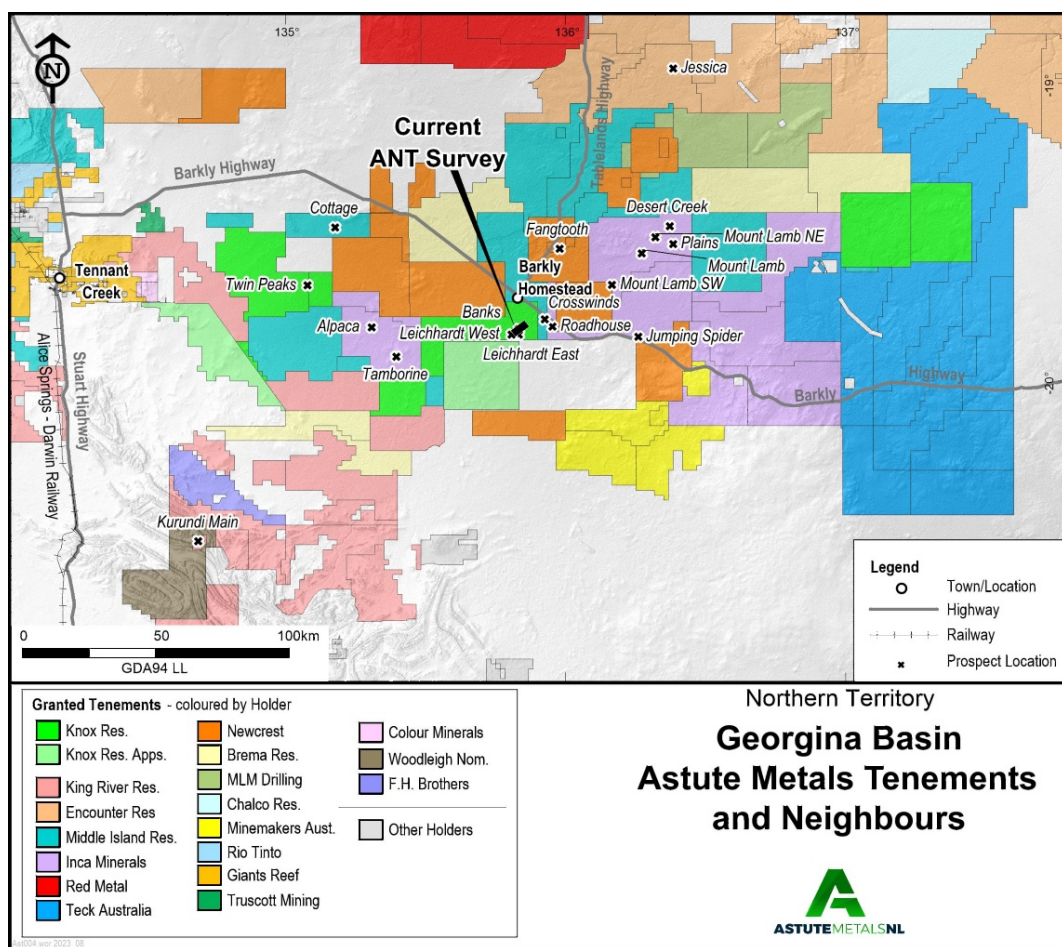 135°
136°
137°
-19°
-20°
N
Jessica
Tablelands Highway
Current
ANT Survey
Barkly Highway
Cottage
Desert Creek
Fangtooth
Mount Lamb NE
Plains
Mount Lamb
Barkly
Homestead
Tennant
Creek
Twin Peaks
Mount Lamb SW
Banks
Crosswinds
Alpaca
Leichhardt West
Roadhouse
Jumping Spider
Leichhardt East
Tamborine
Alice Springs - Darwin Railway
Stuart Highway
Barkly
Highway
Kurundi Main
0 50 100km
GDA94 LL
Legend
Town/Location
Highway
Railway
Prospect Location
Granted Tenements - coloured by Holder
Knox Res.
Knox Res. Apps.
King River Res.
Encounter Res
Middle Island Res.
Inca Minerals
Red Metal
Teck Australia
Newcrest
Brema Res.
MLM Drilling
Chalco Res.
Minemakers Aust.
Rio Tinto
Giants Reef
Truscott Mining
Colour Minerals
Woodleigh Nom.
F.H. Brothers
Other Holders
Northern Territory
Georgina Basin
Astute Metals Tenements
and Neighbours
ASTUTEMETALSNL
Ast004.wor 2023_08